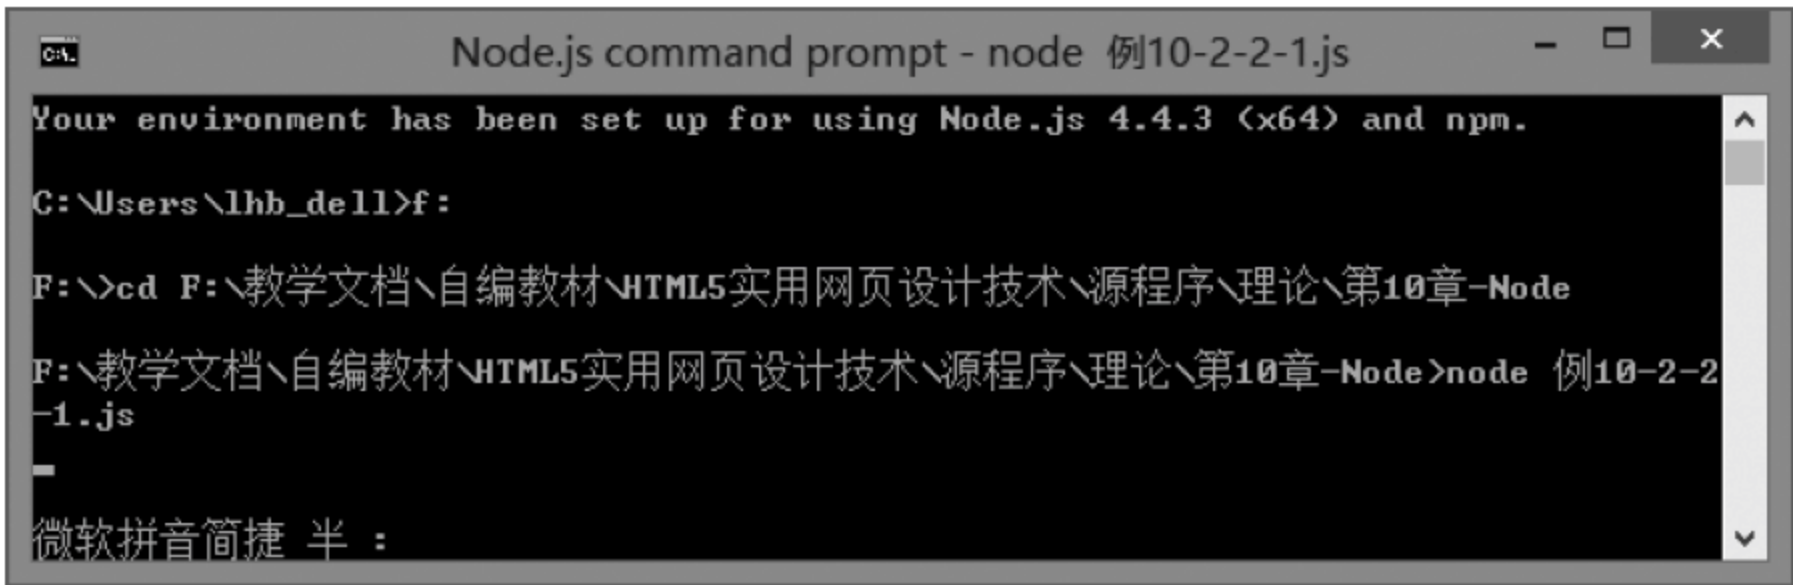 C:\.
Node.js command prompt - node 例10-2-2-1.js
Your environment has been set up for using Node.js 4.4.3 (x64) and npm.
C:\Users\lhb_dell>f:
F:\>cd F:\教学文档\自编教材\HTML5实用网页设计技术\源程序\理论\第10章-Node
F:\教学文档\自编教材\HTML5实用网页设计技术\源程序\理论\第10章-Node>node 例10-2-2
-1.js
微软拼音简捷 半 :